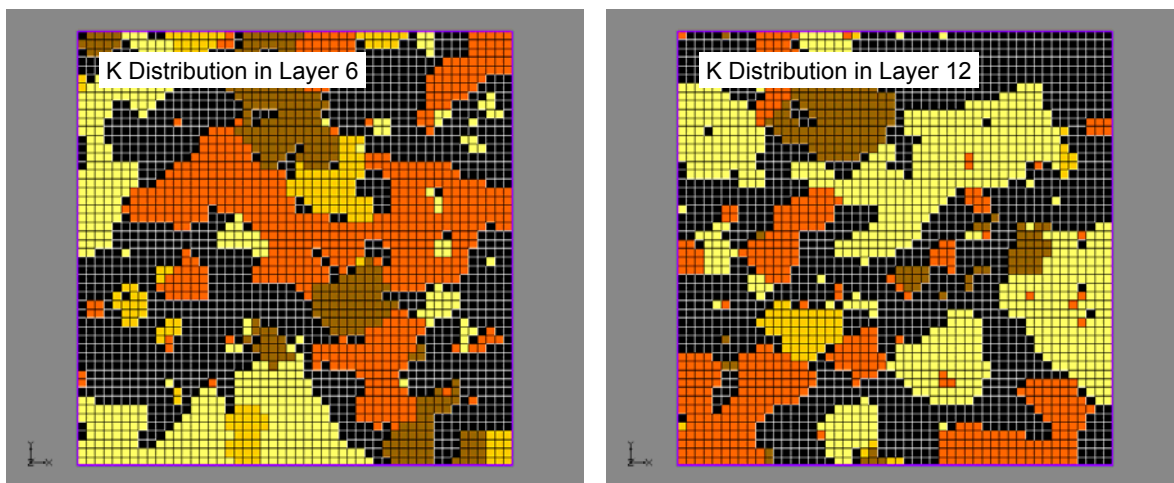 K Distribution in Layer 6
K Distribution in Layer 12
Y
Z X
Y
Z X